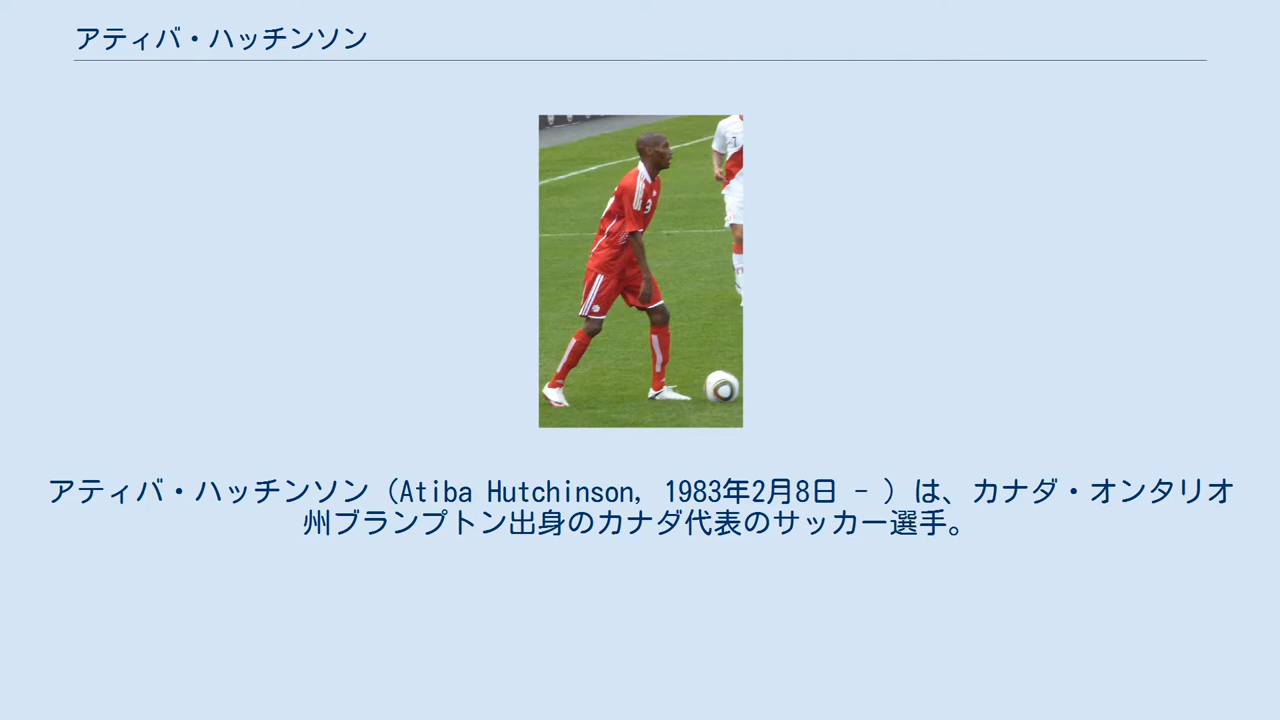 アティバ・ハッチンソン
3
アティバ・ハッチンソン（Atiba Hutchinson, 1983年2月8日 - ）は、カナダ・オンタリオ
州ブランプトン出身のカナダ代表のサッカー選手。